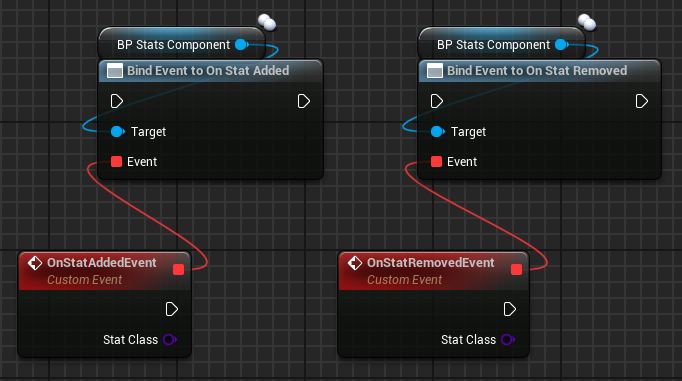 BP Stats Component
Bind Event to On Stat Added
Target
Event
OnStatAddedEvent
Custom Event
Stat Class
BP Stats Component
Bind Event to On Stat Removed
Target
Event
OnStatRemovedEvent
Custom Event
Stat Class